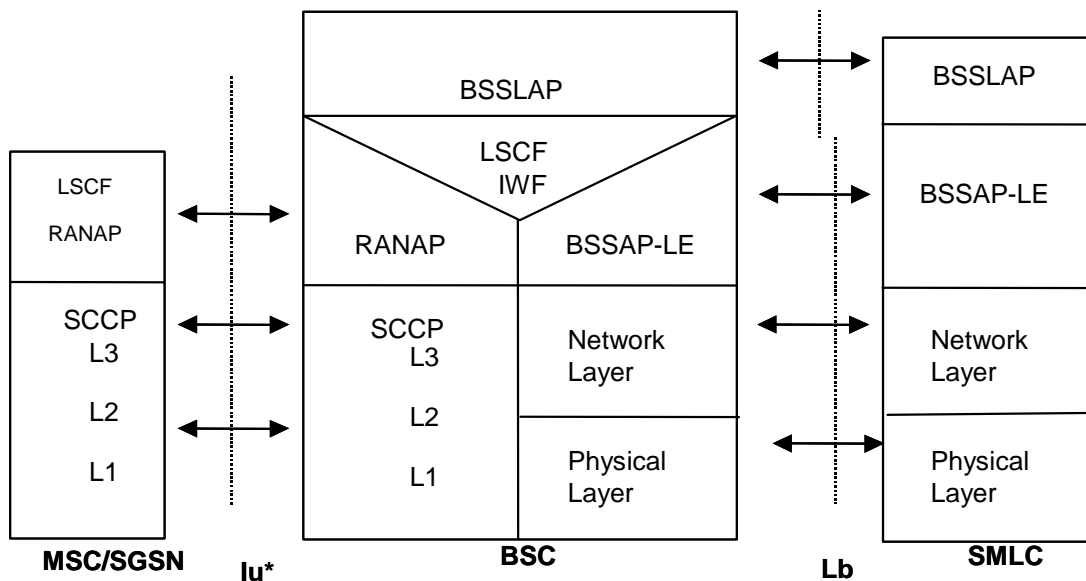 LSCF
RANAP
SCCP
L3
L2
L1
MSC/SGSN
Iu*
BSSLAP
LSCF
IWF
RANAP
BSSAP-LE
SCCP
L3
L2
L1
Network
Layer
Physical
Layer
BSC
Lb
BSSLAP
BSSAP-LE
Network
Layer
Physical
Layer
SMLC